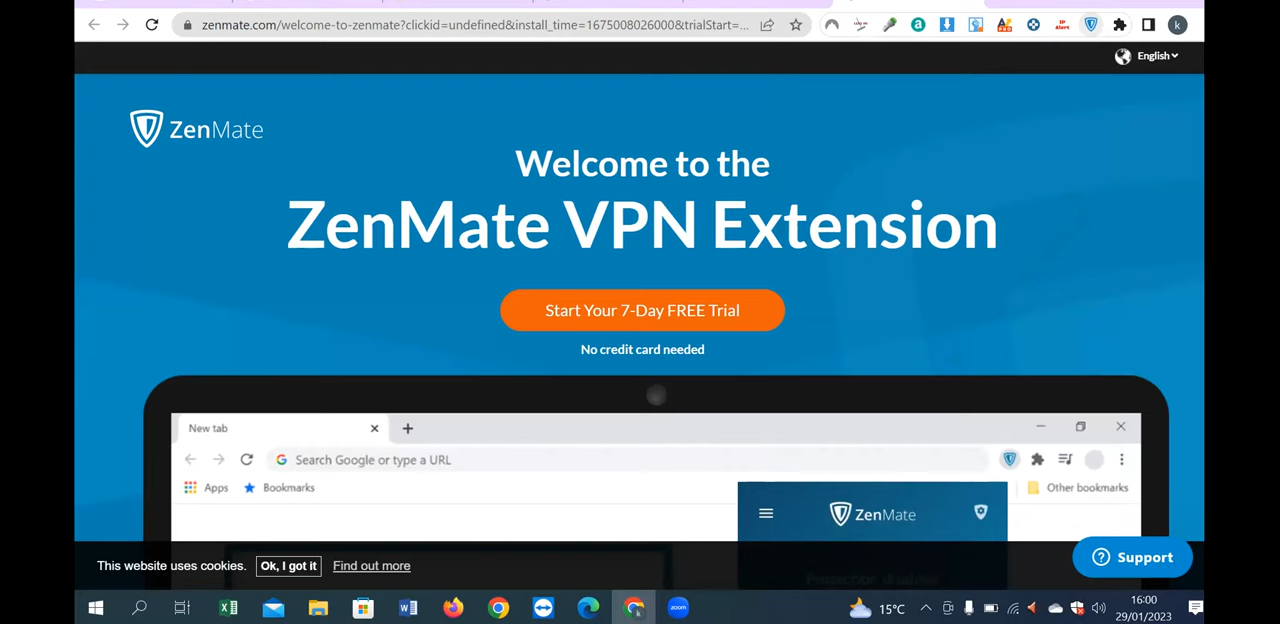 zenmate.com/welcome-to-zenmate?clickid=undefined&install_time=1675008026000&trialStart=...
English
ZenMate
Welcome to the
ZenMate VPN Extension
Start Your 7-Day FREE Trial
No credit card needed
New tab
Search Google or type a URL
Apps Bookmarks Other bookmarks
ZenMate
This website uses cookies. Ok, I got it Find out more
Support
15°C
16:00
29/01/2023
zoom